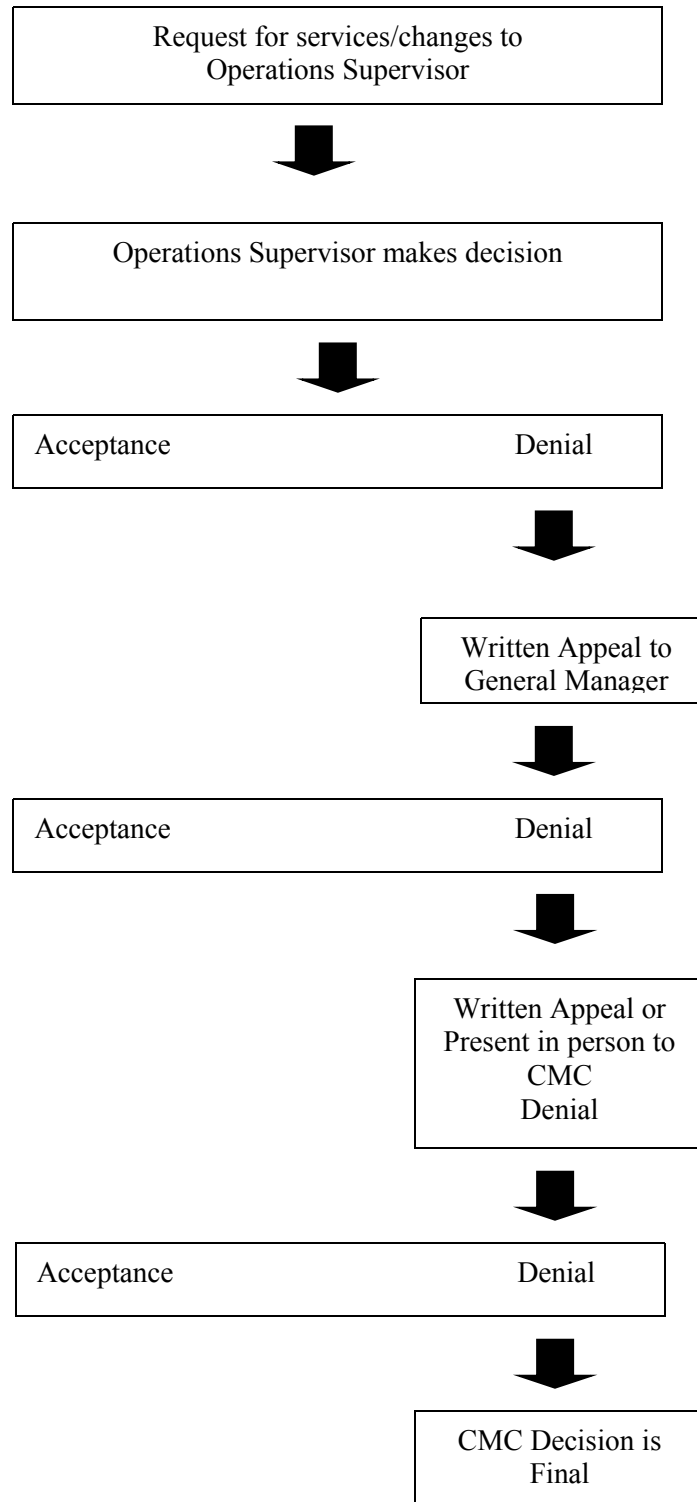 Request for services/changes to
Operations Supervisor
Operations Supervisor makes decision
Acceptance Denial
Written Appeal to
General Manager
Acceptance Denial
Written Appeal or
Present in person to
CMC
Denial
Acceptance Denial
CMC Decision is
Final